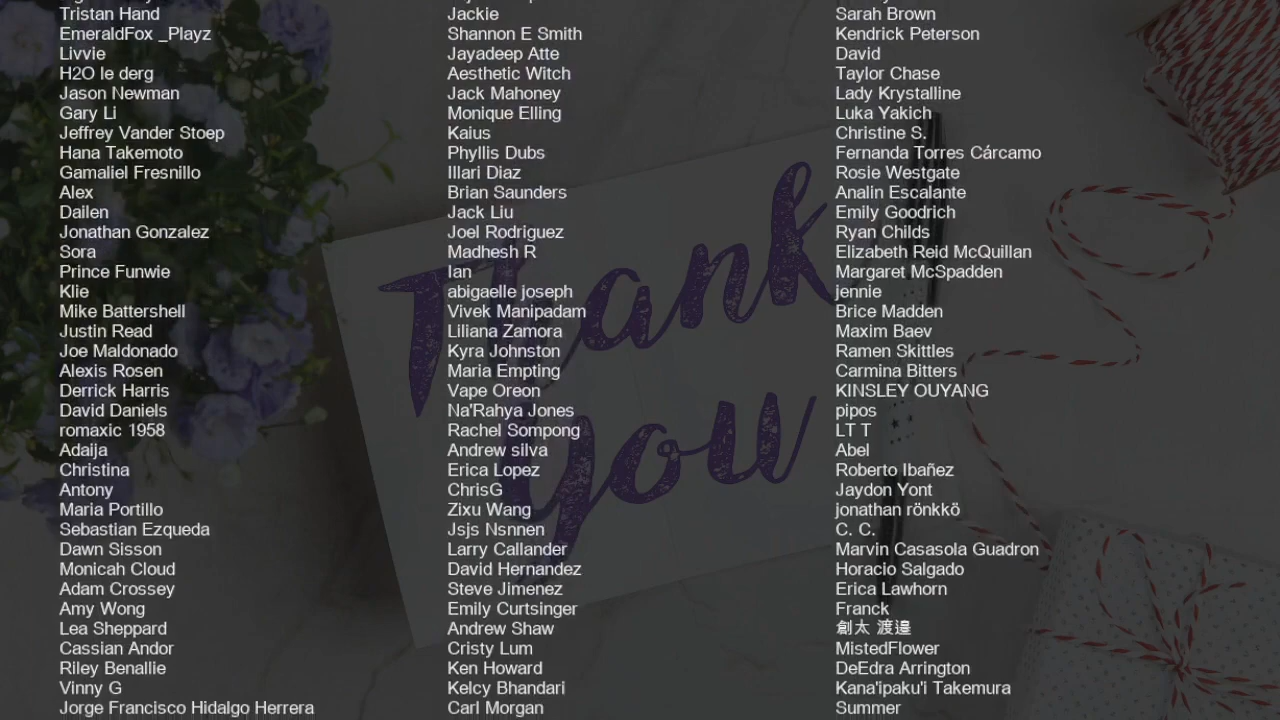 Tristan Hand
EmeraldFox _Playz
Livvie
H2O le derg
Jason Newman
Gary Li
Jeffrey Vander Stoep
Hana Takemoto
Gamaliel Fresnillo
Alex
Dailen
Jonathan Gonzalez
Sora
Prince Funwie
Klie
Mike Battershell
Justin Read
Joe Maldonado
Alexis Rosen
Derrick Harris
David Daniels
romaxic 1958
Adaija
Christina
Antony
Maria Portillo
Sebastian Ezqueda
Dawn Sisson
Monicah Cloud
Adam Crossey
Amy Wong
Lea Sheppard
Cassian Andor
Riley Benallie
Vinny G
Jorge Francisco Hidalgo Herrera
Jackie
Shannon E Smith
Jayadeep Atte
Aesthetic Witch
Jack Mahoney
Monique Elling
Kaius
Phyllis Dubs
Illari Diaz
Brian Saunders
Jack Liu
Joel Rodriguez
Madhesh R
Ian
abigaelle joseph
Vivek Manipadam
Liliana Zamora
Kyra Johnston
Maria Empting
Vape Oreon
Na'Rahya Jones
Rachel Sompong
Andrew silva
Erica Lopez
ChrisG
Zixu Wang
Jsjs Nsnnen
Larry Callander
David Hernandez
Steve Jimenez
Emily Curtsinger
Andrew Shaw
Cristy Lum
Ken Howard
Kelcy Bhandari
Carl Morgan
Sarah Brown
Kendrick Peterson
David
Taylor Chase
Lady Krystalline
Luka Yakich
Christine S.
Fernanda Torres Cárcamo
Rosie Westgate
Analin Escalante
Emily Goodrich
Ryan Childs
Elizabeth Reid McQuillan
Margaret McSpadden
jennie
Brice Madden
Maxim Baev
Ramen Skittles
Carmina Bitters
KINSLEY OUYANG
pipos
LT T
Abel
Roberto Ibañez
Jaydon Yont
jonathan rönkkö
C. C.
Marvin Casasola Guadron
Horacio Salgado
Erica Lawhorn
Franck
創太 渡邉
MistedFlower
DeEdra Arrington
Kana'ipaku'i Takemura
Summer
Thank
you